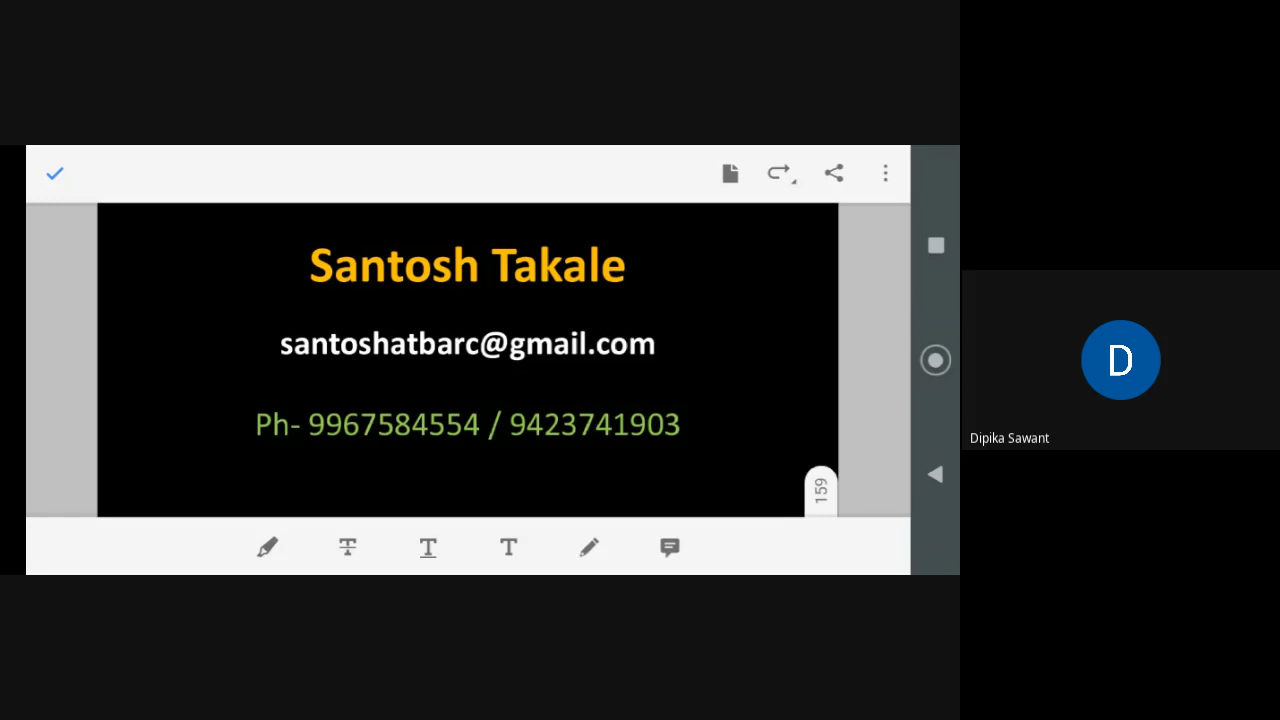 Santosh Takale
santoshatbarc@gmail.com
Ph- 9967584554 / 9423741903
159
D
Dipika Sawant